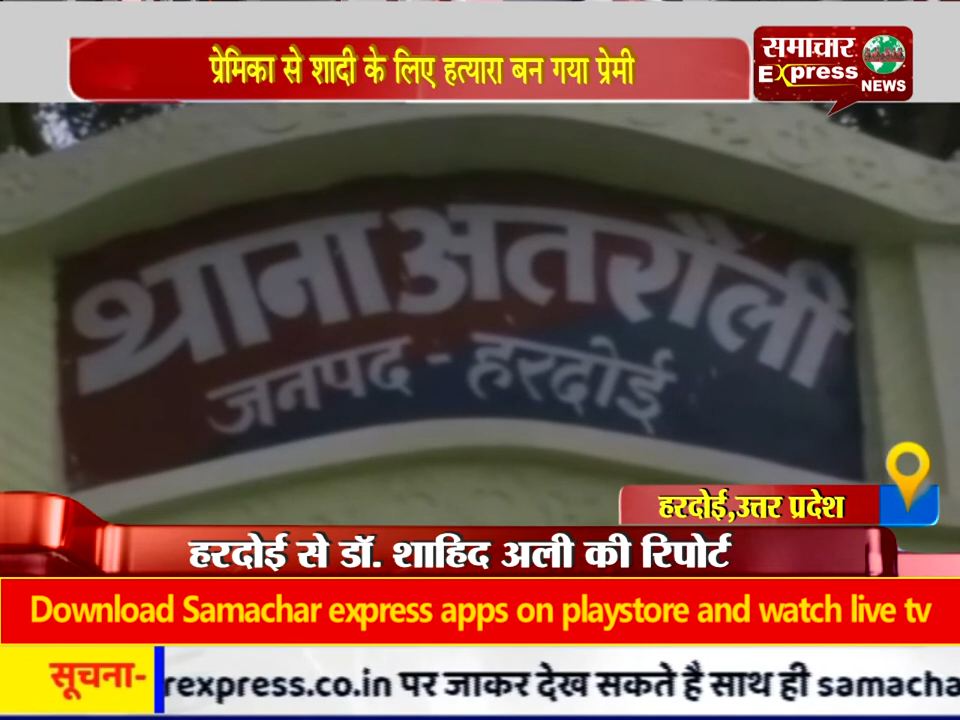 प्रेमिका से शादी के लिए हत्यारा बन गया प्रेमी
समाचार
Express
NEWS
थाना अतरौली
जनपद - हरदोई
हरदोई,उत्तर प्रदेश
हरदोई से डॉ. शाहिद अली की रिपोर्ट
Download Samachar express apps on playstore and watch live tv
सूचना- rexpress.co.in पर जाकर देख सकते है साथ ही samacha